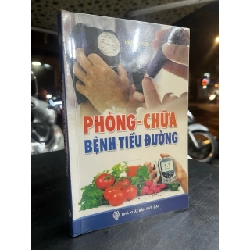 PHÒNG - CHỮA
BỆNH TIỂU ĐƯỜNG